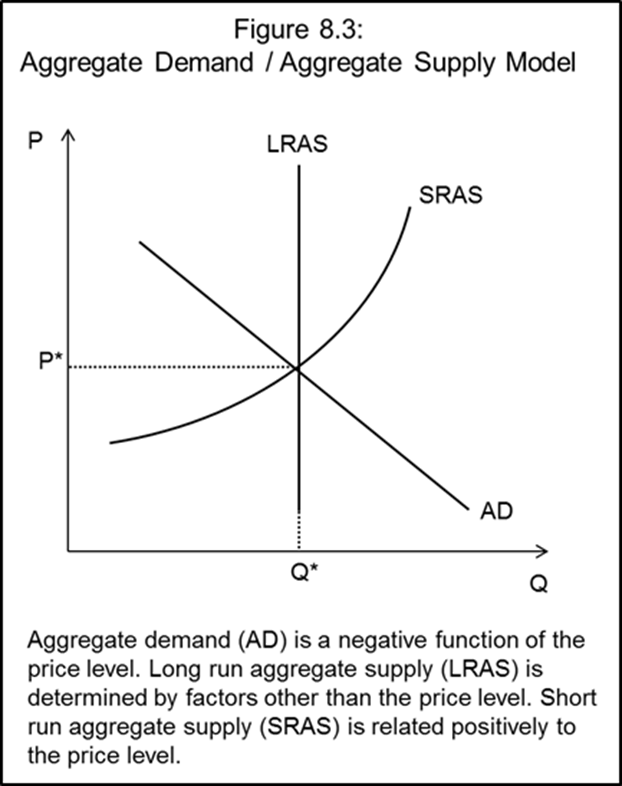 Figure 8.3:
Aggregate Demand / Aggregate Supply Model
P
LRAS
SRAS
P*
AD
Q*
Q
Aggregate demand (AD) is a negative function of the
price level. Long run aggregate supply (LRAS) is
determined by factors other than the price level. Short
run aggregate supply (SRAS) is related positively to
the price level.